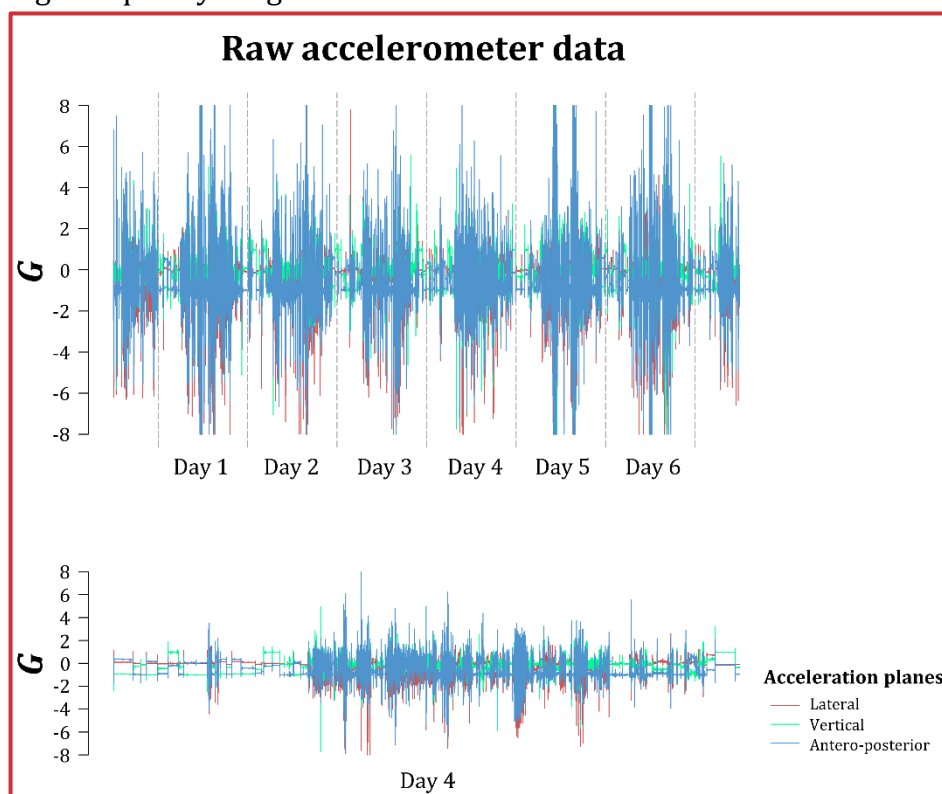 Raw accelerometer data
8
6
4
2
0
-2
-4
-6
-8
G
Day 1 Day 2 Day 3 Day 4 Day 5 Day 6
8
6
4
2
0
-2
-4
-6
-8
G
Day 4
Acceleration planes
Lateral
Vertical
Antero-posterior